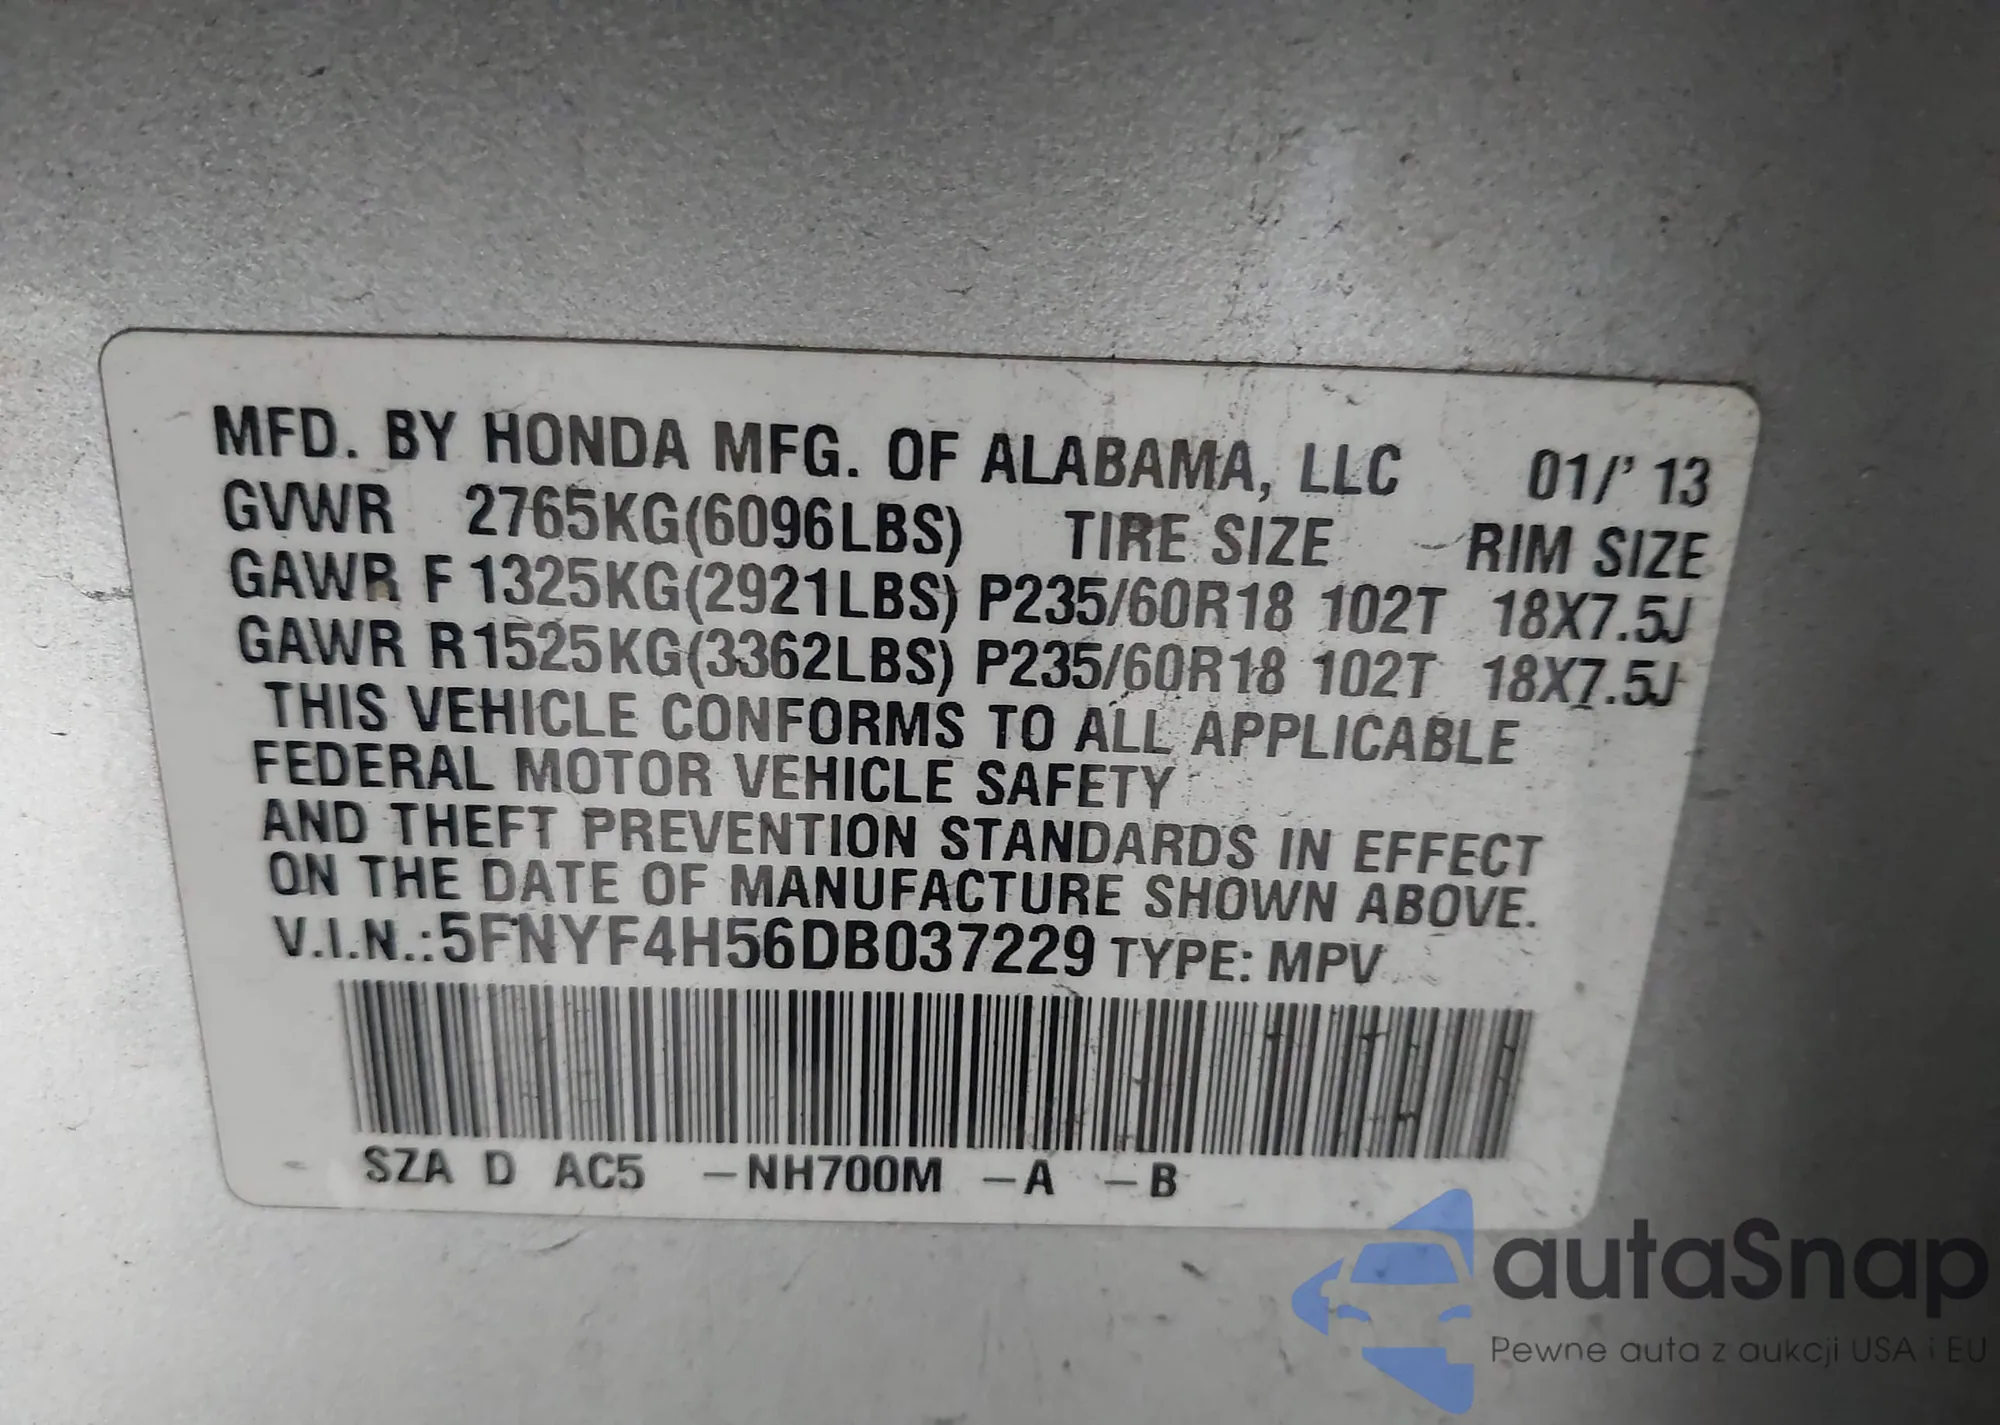 MFD. BY HONDA MFG. OF ALABAMA, LLC 01/'13
GVWR 2765KG(6096LBS) TIRE SIZE RIM SIZE
GAWR F 1325KG(2921LBS) P235/60R18 102T 18X7.5J
GAWR R 1525KG(3362LBS) P235/60R18 102T 18X7.5J
THIS VEHICLE CONFORMS TO ALL APPLICABLE
FEDERAL MOTOR VEHICLE SAFETY
AND THEFT PREVENTION STANDARDS IN EFFECT
ON THE DATE OF MANUFACTURE SHOWN ABOVE.
V.I.N.:5FNYF4H56DB037229 TYPE: MPV
SZA D AC5 –NH700M –A –B
autaSnap
Pewne auta z aukcji USA i EU